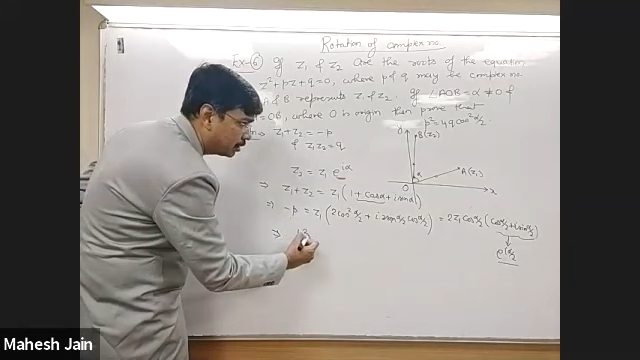 Rotation of complex no.
Ex-6 If Z₁ & Z₂ are the roots of the equation
Z²+pZ+q=0, where p & q may be complex no
A & B represents Z₁ & Z₂. If ∠AOB = α ≠ 0 &
=OB, where O is origin then prove that
p² = 4q cos² α/2
⇒ Z₁+Z₂ = -p
& Z₁Z₂ = q
B(Z₂)
A(Z₁)
α
O
x
Z₂ = Z₁ e^{iα}
⇒ Z₁+Z₂ = Z₁(1+cosα+i sinα)
⇒ -p = Z₁(2cos² α/2 + i 2 sin α/2 cos α/2) = 2Z₁ cos α/2 (cos α/2 + i sin α/2)
e^{iα/2}
⇒ p²
Mahesh Jain